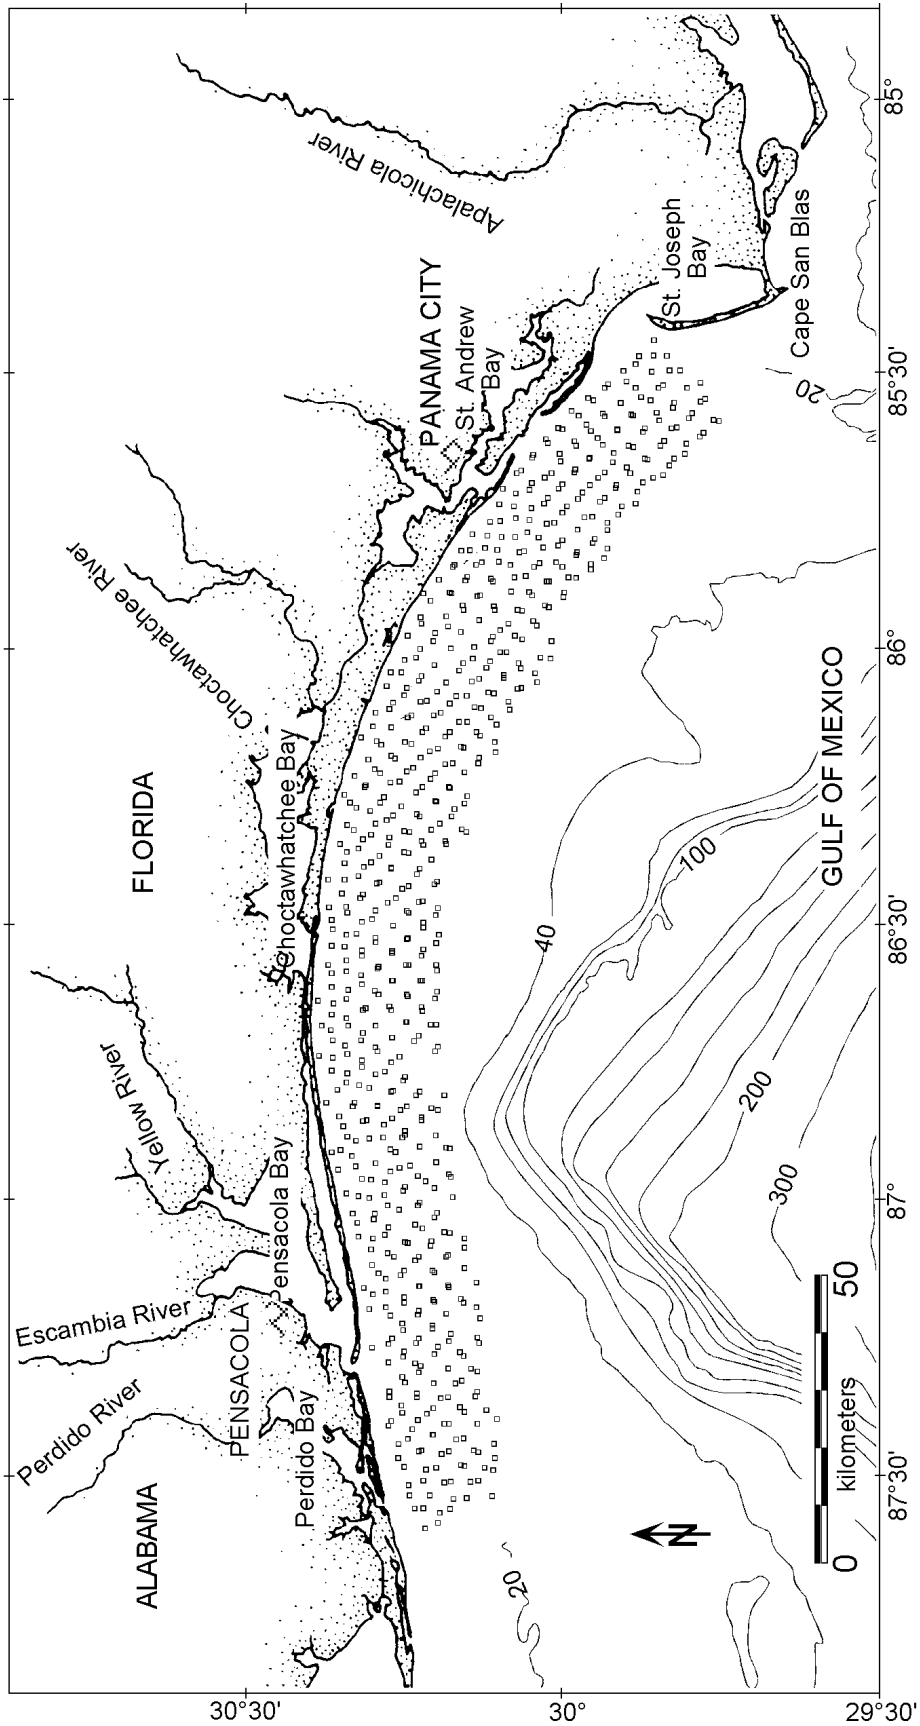 Apalachicola River
85°
St. Joseph
Bay
Cape San Blas
PANAMA CITY
St. Andrew
Bay
85°30'
20
Choctawhatchee River
86°
FLORIDA
Choctawhatchee Bay
GULF OF MEXICO
100
40
86°30'
Yellow River
200
Pensacola Bay
300
87°
Escambia River
PENSACOLA
Perdido River
Perdido Bay
ALABAMA
N
0
50
kilometers
87°30'
20
30°30'
30°
29°30'